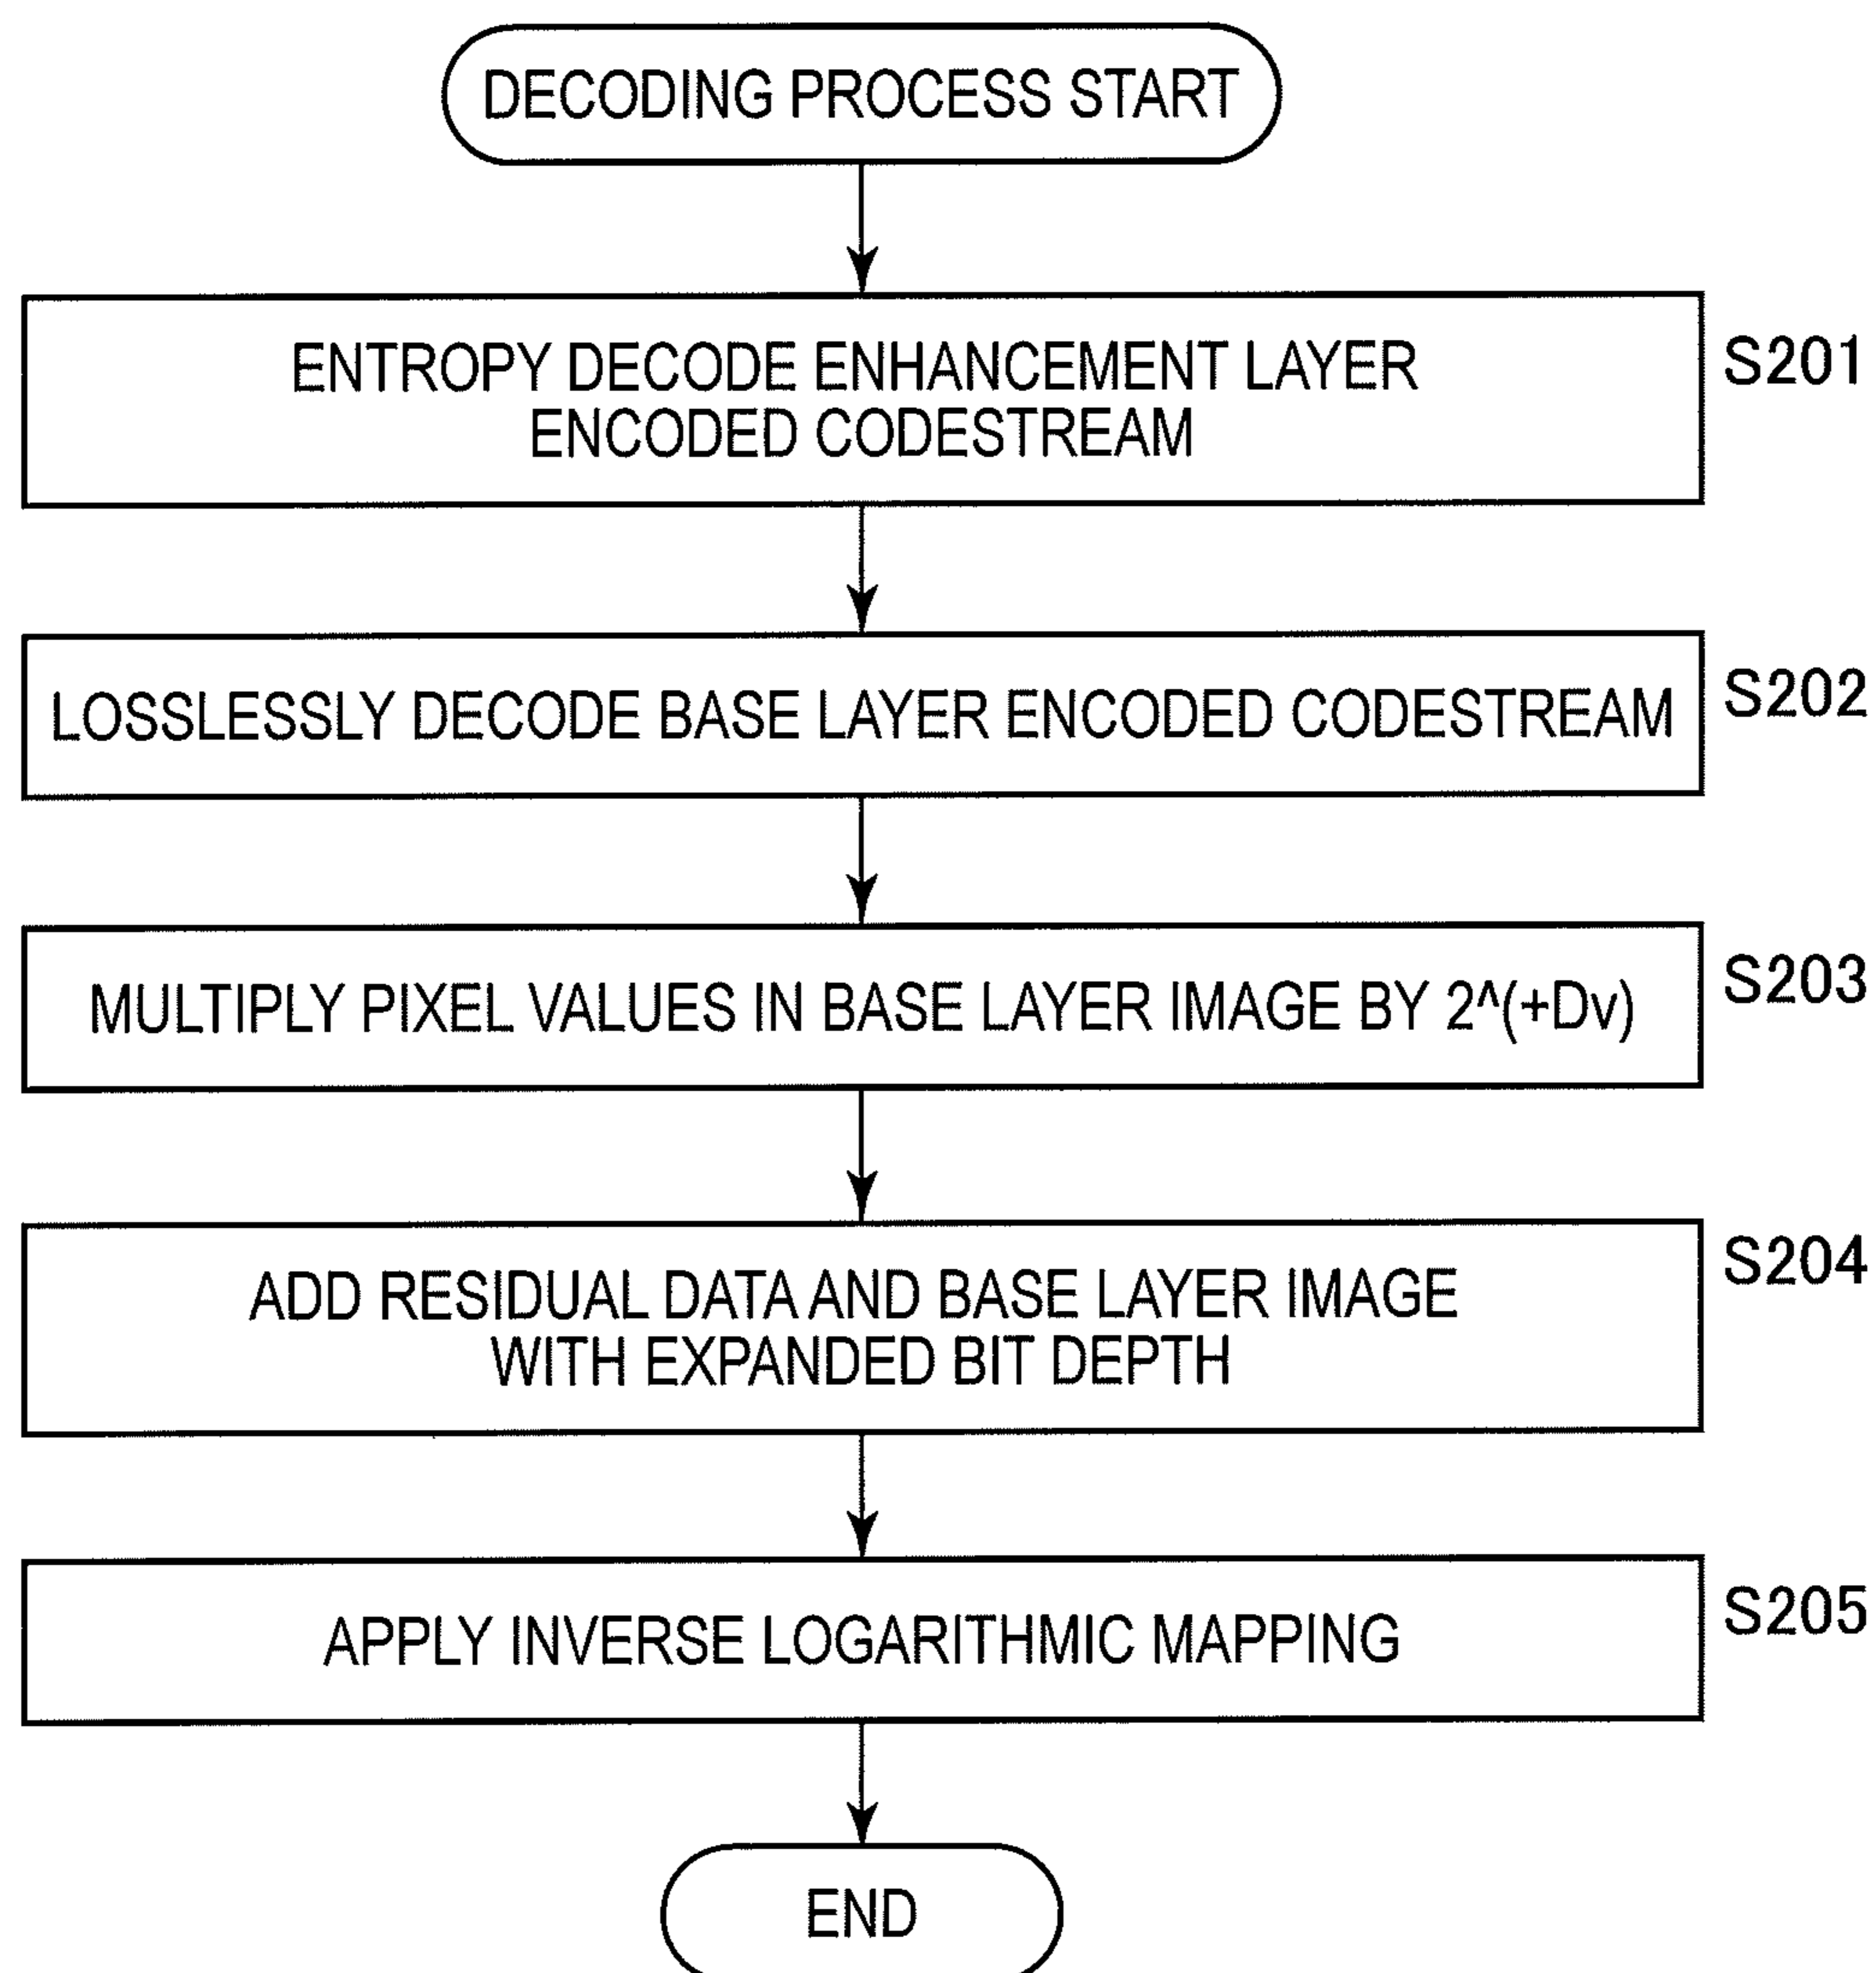 DECODING PROCESS START
ENTROPY DECODE ENHANCEMENT LAYER
ENCODED CODESTREAM
S201
LOSSLESSLY DECODE BASE LAYER ENCODED CODESTREAM
S202
MULTIPLY PIXEL VALUES IN BASE LAYER IMAGE BY 2^(+Dv)
S203
ADD RESIDUAL DATA AND BASE LAYER IMAGE
WITH EXPANDED BIT DEPTH
S204
APPLY INVERSE LOGARITHMIC MAPPING
S205
END